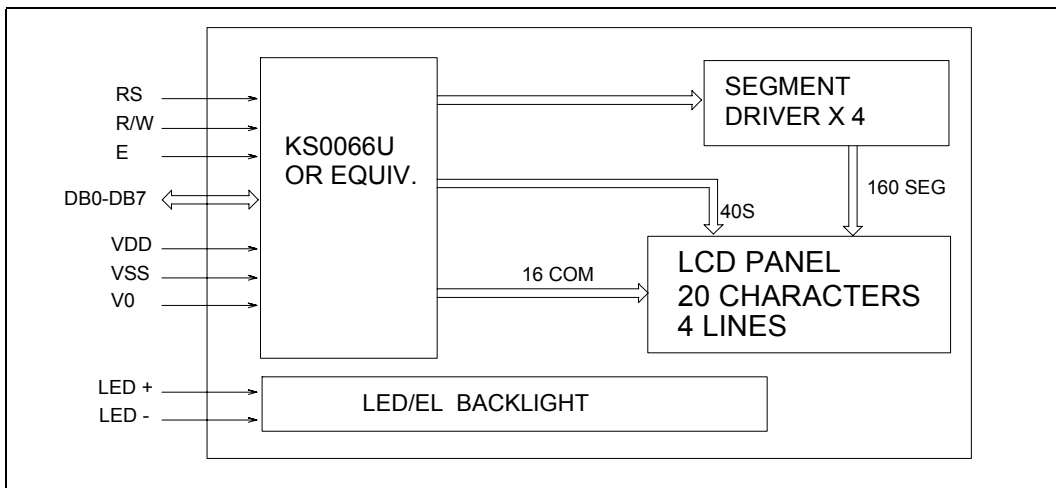 RS
R/W
E
DB0-DB7
VDD
VSS
V0
LED +
LED -
KS0066U
OR EQUIV.
SEGMENT
DRIVER X 4
160 SEG
40S
16 COM
LCD PANEL
20 CHARACTERS
4 LINES
LED/EL BACKLIGHT